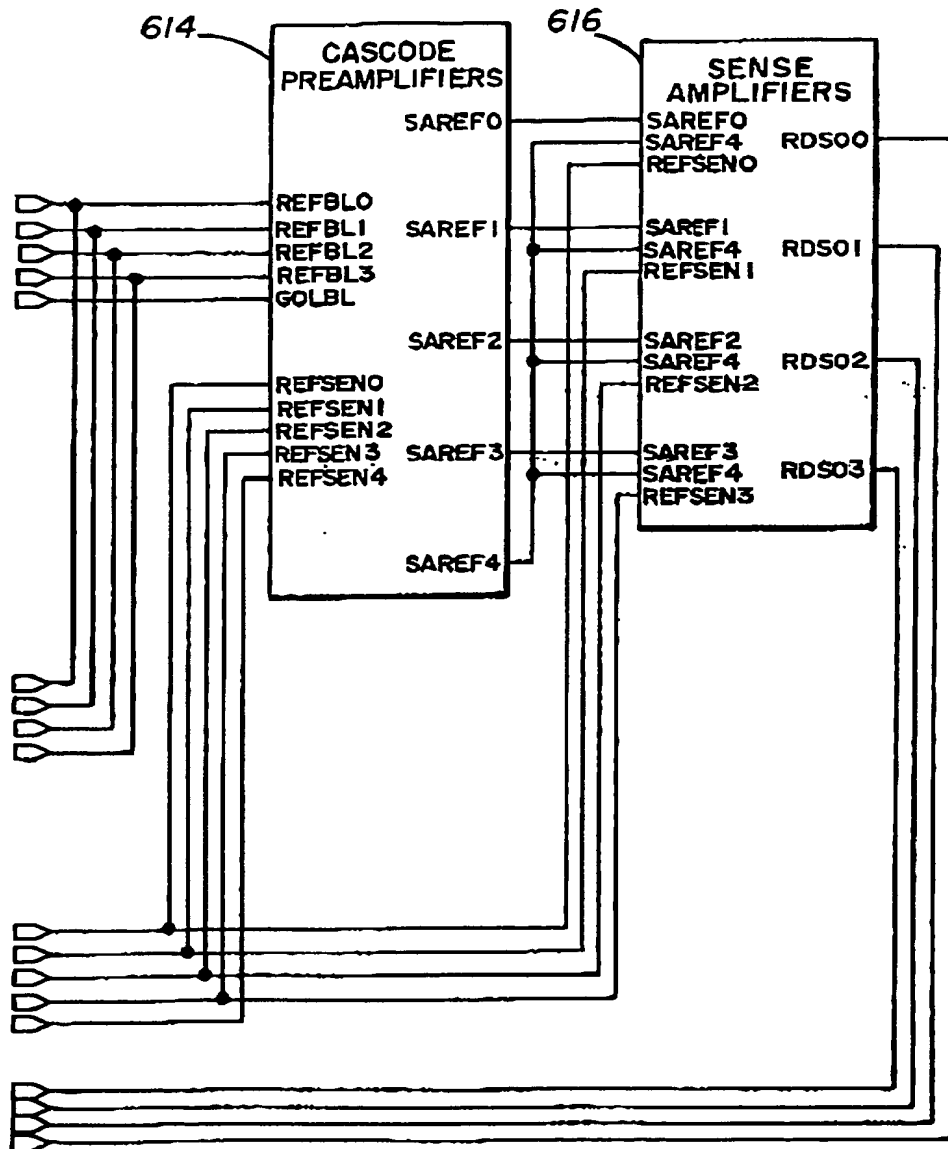 614
CASCODE
PREAMPLIFIERS
SAREF0
REFBL0
REFBL1
SAREF1
REFBL2
REFBL3
GOLBL
SAREF2
REFSEN0
REFSEN1
REFSEN2
REFSEN3
SAREF3
REFSEN4
SAREF4
616
SENSE
AMPLIFIERS
SAREF0
RDS00
SAREF4
REFSEN0
SAREF1
RDS01
SAREF4
REFSEN1
SAREF2
RDS02
SAREF4
REFSEN2
SAREF3
RDS03
SAREF4
REFSEN3